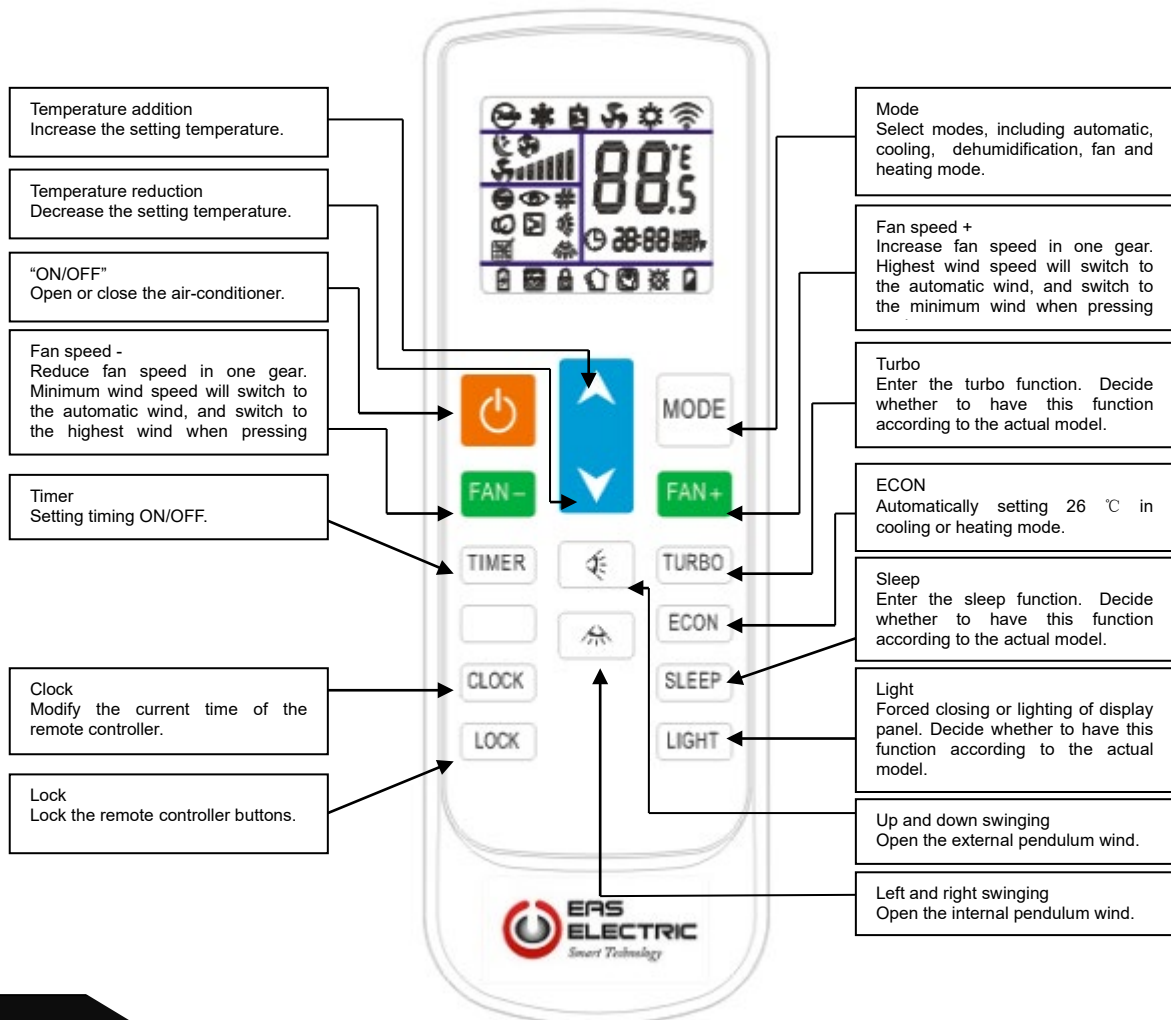 Temperature addition
Increase the setting temperature.
Temperature reduction
Decrease the setting temperature.
“ON/OFF”
Open or close the air-conditioner.
Fan speed -
Reduce fan speed in one gear.
Minimum wind speed will switch to
the automatic wind, and switch to
the highest wind when pressing
Timer
Setting timing ON/OFF.
Clock
Modify the current time of the
remote controller.
Lock
Lock the remote controller buttons.
88.5
88:88
MODE
FAN－
FAN+
TIMER
TURBO
ECON
CLOCK
SLEEP
LOCK
LIGHT
EAS
ELECTRIC
Smart Technology
Mode
Select modes, including automatic,
cooling, dehumidification, fan and
heating mode.
Fan speed +
Increase fan speed in one gear.
Highest wind speed will switch to
the automatic wind, and switch to
the minimum wind when pressing
Turbo
Enter the turbo function. Decide
whether to have this function
according to the actual model.
ECON
Automatically setting 26 ℃ in
cooling or heating mode.
Sleep
Enter the sleep function. Decide
whether to have this function
according to the actual model.
Light
Forced closing or lighting of display
panel. Decide whether to have this
function according to the actual
model.
Up and down swinging
Open the external pendulum wind.
Left and right swinging
Open the internal pendulum wind.